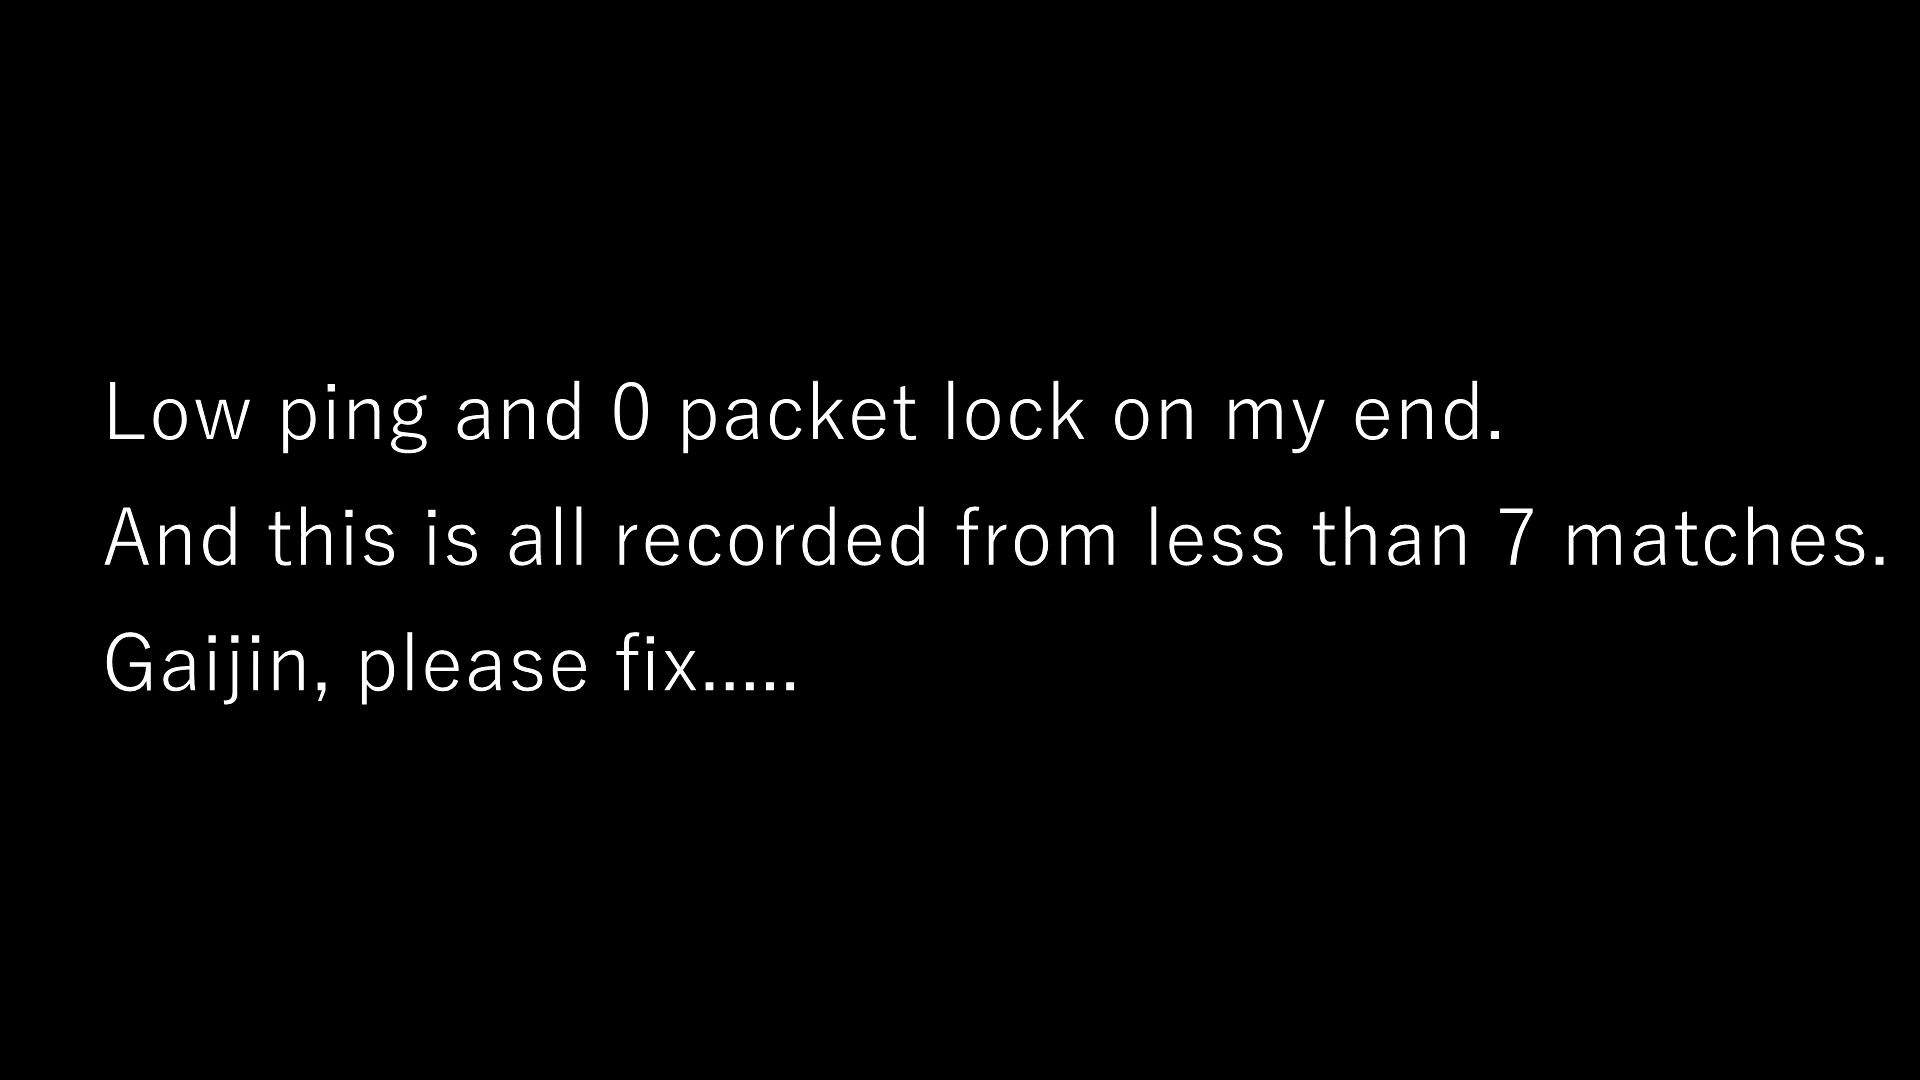 Low ping and 0 packet lock on my end.
And this is all recorded from less than 7 matches.
Gaijin, please fix.....